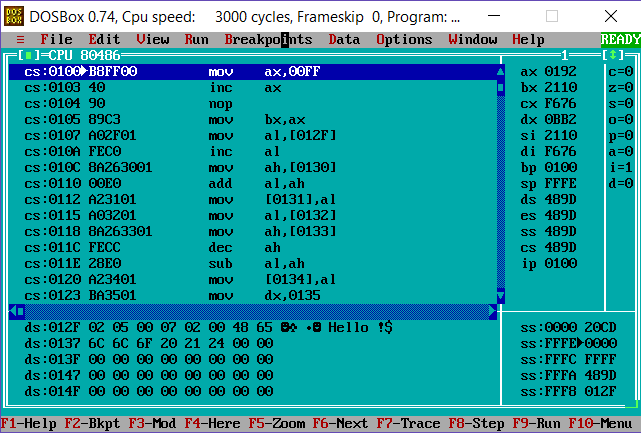 DOSBox 0.74, Cpu speed: 3000 cycles, Frameskip 0, Program: ...
≡ File Edit View Run Breakpoints Data Options Window Help READY
[■] CPU 80486 1 [↕]
cs:0100►B8FF00 mov ax,00FF
cs:0103 40 inc ax
cs:0104 90 nop
cs:0105 89C3 mov bx,ax
cs:0107 A02F01 mov al,[012F]
cs:010A FEC0 inc al
cs:010C 8A263001 mov ah,[0130]
cs:0110 00E0 add al,ah
cs:0112 A23101 mov [0131],al
cs:0115 A03201 mov al,[0132]
cs:0118 8A263301 mov ah,[0133]
cs:011C FECC dec ah
cs:011E 28E0 sub al,ah
cs:0120 A23401 mov [0134],al
cs:0123 BA3501 mov dx,0135
ax 0192 c=0
bx 2110 z=0
cx F676 s=0
dx 0BB2 o=0
si 2110 p=0
di F676 a=0
bp 0100 i=1
sp FFFE d=0
ds 489D
es 489D
ss 489D
cs 489D
ip 0100
ds:012F 02 05 00 07 02 00 48 65 ☻♣ •☻ Hello !$
ds:0137 6C 6C 6F 20 21 24 00 00
ds:013F 00 00 00 00 00 00 00 00
ds:0147 00 00 00 00 00 00 00 00
ds:014F 00 00 00 00 00 00 00 00
ss:0000 20CD
ss:FFFE►0000
ss:FFFC FFFF
ss:FFFA 489D
ss:FFF8 012F
F1-Help F2-Bkpt F3-Mod F4-Here F5-Zoom F6-Next F7-Trace F8-Step F9-Run F10-Menu